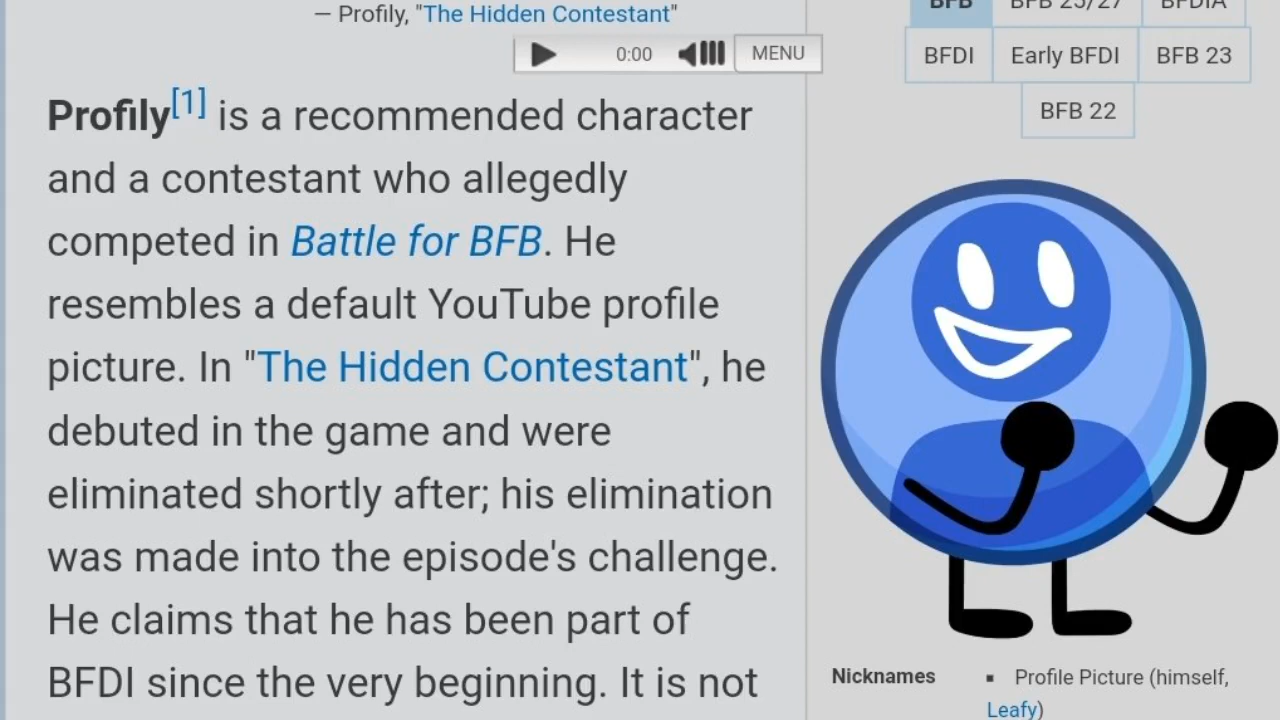 — Profily, "The Hidden Contestant"
0:00 MENU
Profily[1] is a recommended character
and a contestant who allegedly
competed in Battle for BFB. He
resembles a default YouTube profile
picture. In "The Hidden Contestant", he
debuted in the game and were
eliminated shortly after; his elimination
was made into the episode's challenge.
He claims that he has been part of
BFDI since the very beginning. It is not
BFB BFB 25/27 BFDIA
BFDI Early BFDI BFB 23
BFB 22
Nicknames ▪ Profile Picture (himself,
Leafy)